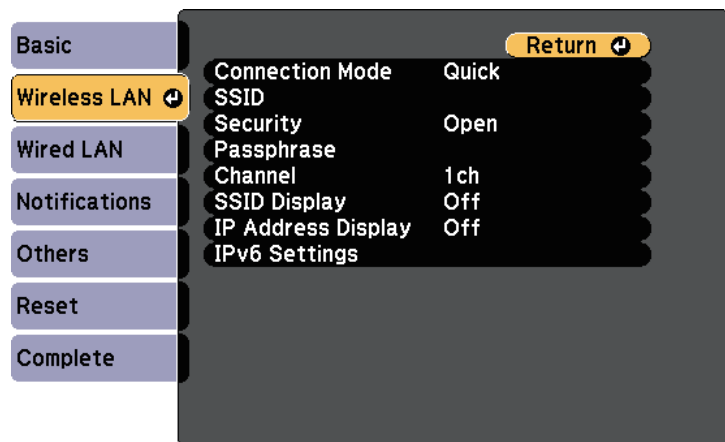 Basic
Wireless LAN
Wired LAN
Notifications
Others
Reset
Complete
Return
Connection Mode Quick
SSID
Security Open
Passphrase
Channel 1ch
SSID Display Off
IP Address Display Off
IPv6 Settings